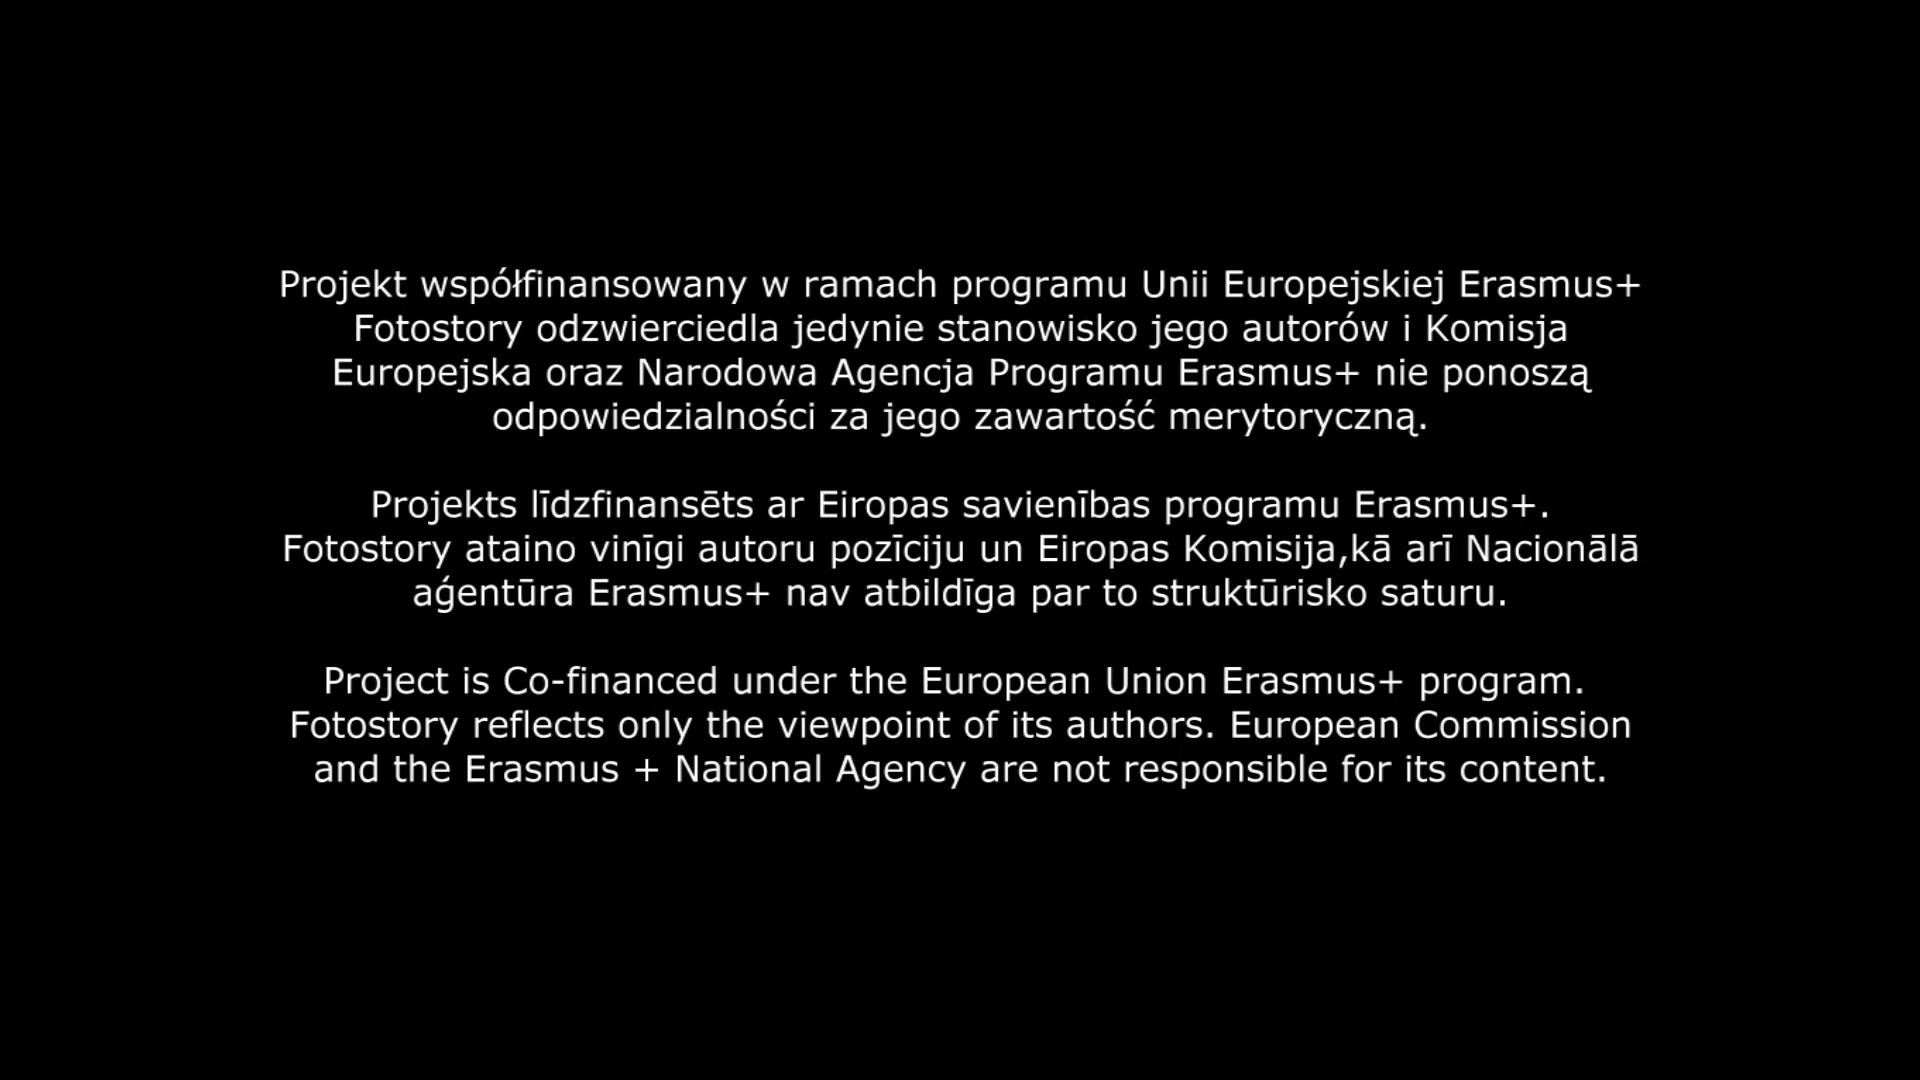 Projekt współfinansowany w ramach programu Unii Europejskiej Erasmus+
Fotostory odzwierciedla jedynie stanowisko jego autorów i Komisja
Europejska oraz Narodowa Agencja Programu Erasmus+ nie ponoszą
odpowiedzialności za jego zawartość merytoryczną.
Projekts līdzfinansēts ar Eiropas savienības programu Erasmus+.
Fotostory ataino vinīgi autoru pozīciju un Eiropas Komisija,kā arī Nacionālā
aǵentūra Erasmus+ nav atbildīga par to struktūrisko saturu.
Project is Co-financed under the European Union Erasmus+ program.
Fotostory reflects only the viewpoint of its authors. European Commission
and the Erasmus + National Agency are not responsible for its content.